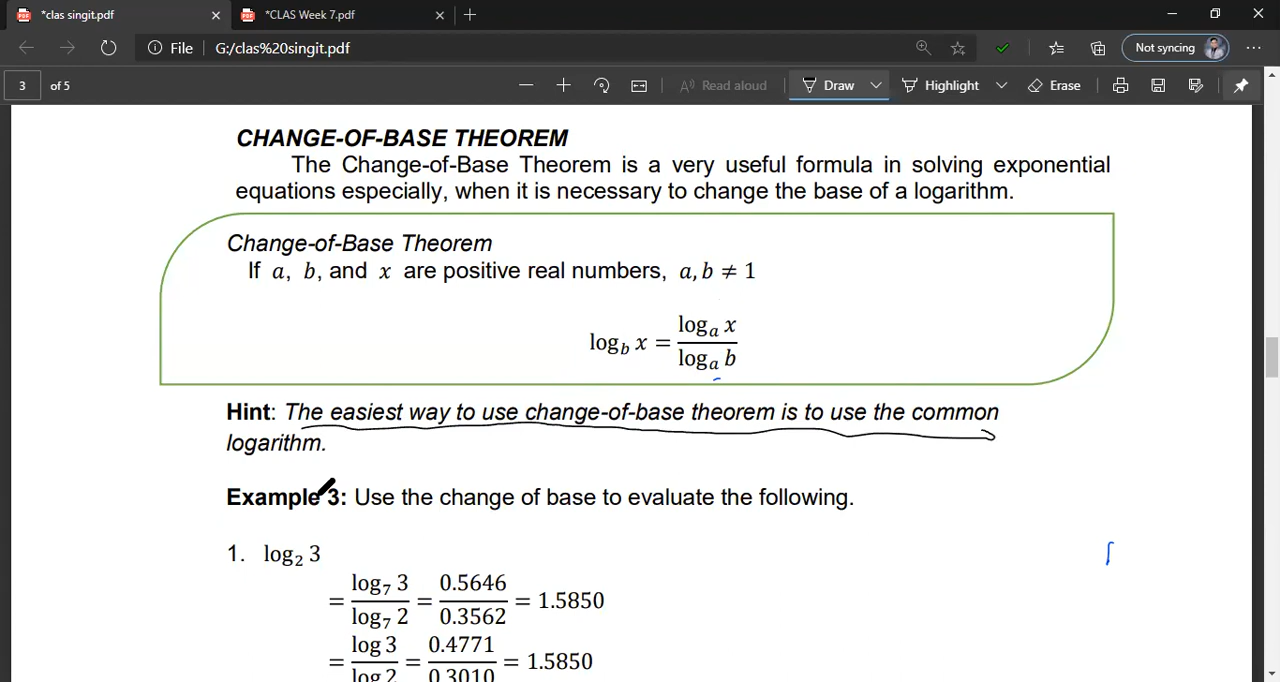 *clas singit.pdf
*CLAS Week 7.pdf
File G:/clas%20singit.pdf
Not syncing
3 of 5
Read aloud
Draw
Highlight
Erase
CHANGE-OF-BASE THEOREM
The Change-of-Base Theorem is a very useful formula in solving exponential
equations especially, when it is necessary to change the base of a logarithm.
Change-of-Base Theorem
If a, b, and x are positive real numbers, a, b ≠ 1
log_b x = log_a x / log_a b
Hint: The easiest way to use change-of-base theorem is to use the common
logarithm.
Example 3: Use the change of base to evaluate the following.
1. log₂ 3
= log₇ 3 / log₇ 2 = 0.5646 / 0.3562 = 1.5850
= log 3 / log 2 = 0.4771 / 0.3010 = 1.5850